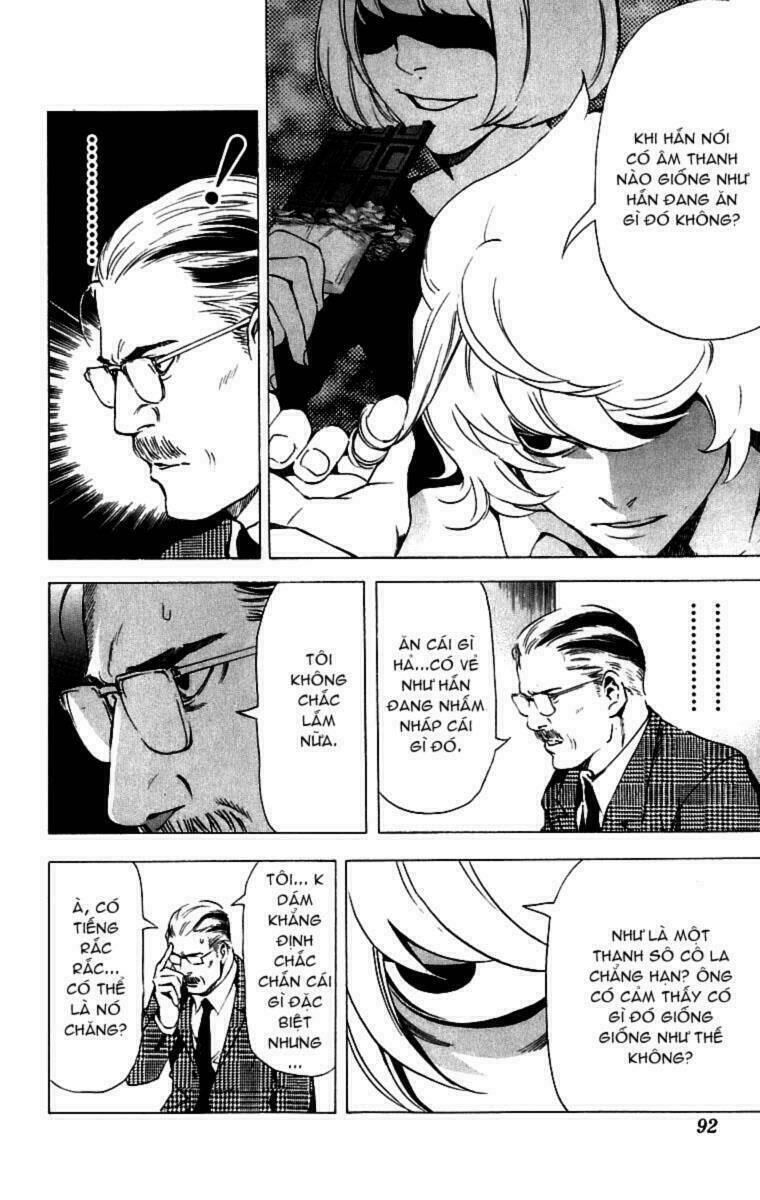 KHI HẮN NÓI
CÓ ÂM THANH
NÀO GIỐNG NHƯ
HẮN ĐANG ĂN
GÌ ĐÓ KHÔNG?
!
ĂN CÁI GÌ
HẢ...CÓ VẺ
NHƯ HẮN
ĐANG NHẤM
NHÁP CÁI
GÌ ĐÓ.
TÔI
KHÔNG
CHẮC
LẮM
NỮA.
NHƯ LÀ MỘT
THANH SÔ CÔ LA
CHẲNG HẠN? ÔNG
CÓ CẢM THẤY CÓ
GÌ ĐÓ GIỐNG
GIỐNG NHƯ THẾ
KHÔNG?
TÔI... K
DÁM
KHẲNG
ĐỊNH
CHẮC
CHẮN CÁI
GÌ ĐẶC
BIỆT
NHƯNG
...
À, CÓ
TIẾNG
RẮC
RẮC...
CÓ THỂ
LÀ NÓ
CHĂNG?
92